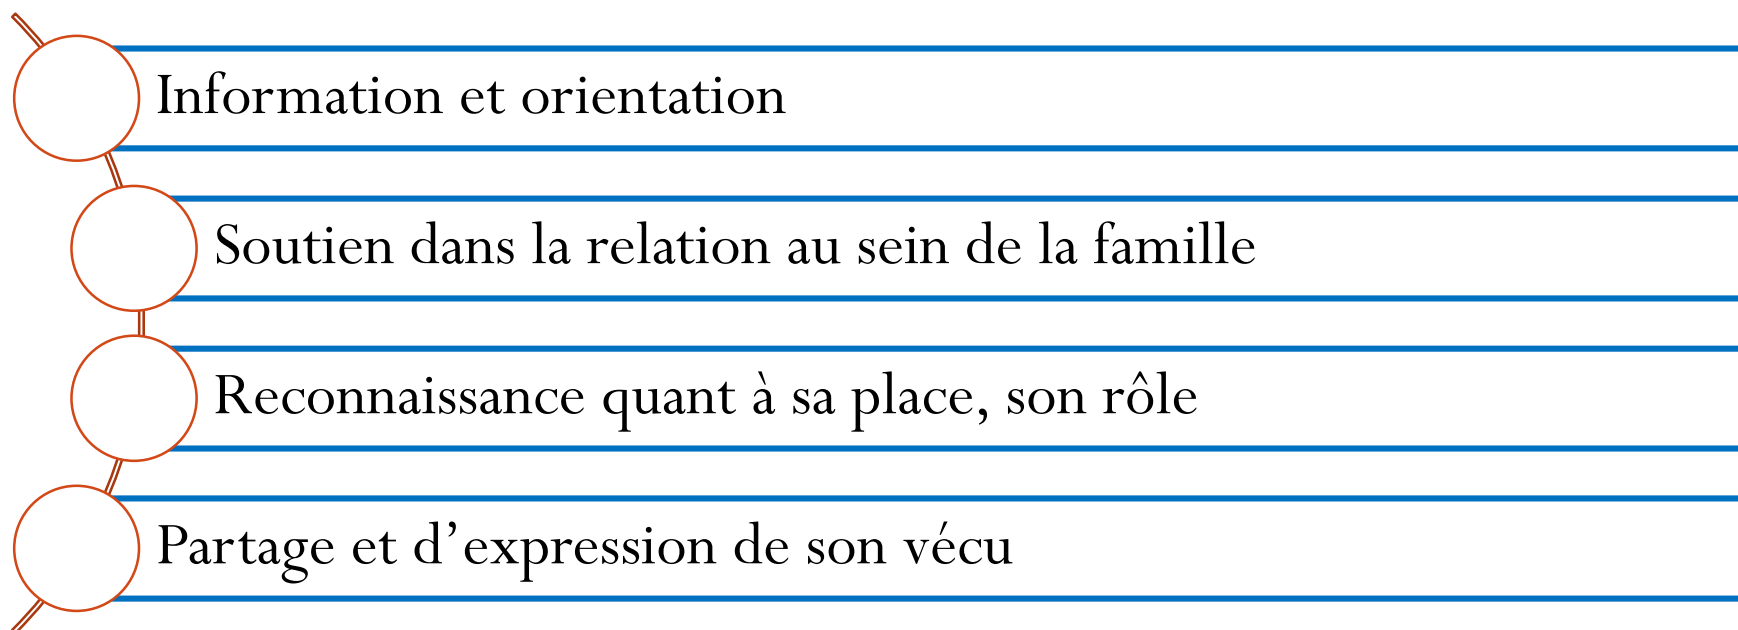 Information et orientation
Soutien dans la relation au sein de la famille
Reconnaissance quant à sa place, son rôle
Partage et d’expression de son vécu